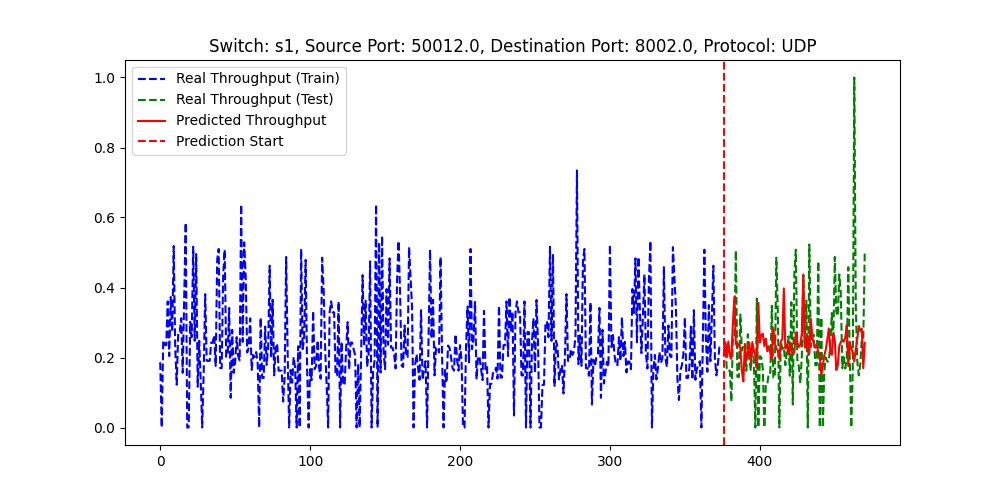 Switch: s1, Source Port: 50012.0, Destination Port: 8002.0, Protocol: UDP
Real Throughput (Train)
Real Throughput (Test)
Predicted Throughput
Prediction Start
1.0
0.8
0.6
0.4
0.2
0.0
0 100 200 300 400